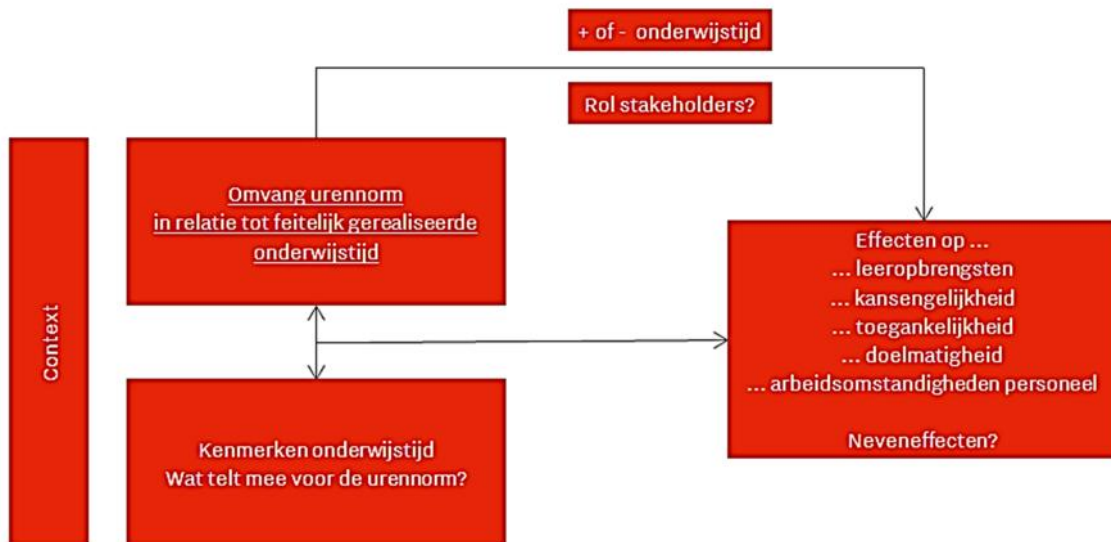 + of - onderwijstijd
Rol stakeholders?
Context
Omvang urennorm
in relatie tot feitelijk gerealiseerde
onderwijstijd
Effecten op ...
... leeropbrengsten
... kansengelijkheid
... toegankelijkheid
... doelmatigheid
... arbeidsomstandigheden personeel
Neveneffecten?
Kenmerken onderwijstijd
Wat telt mee voor de urennorm?